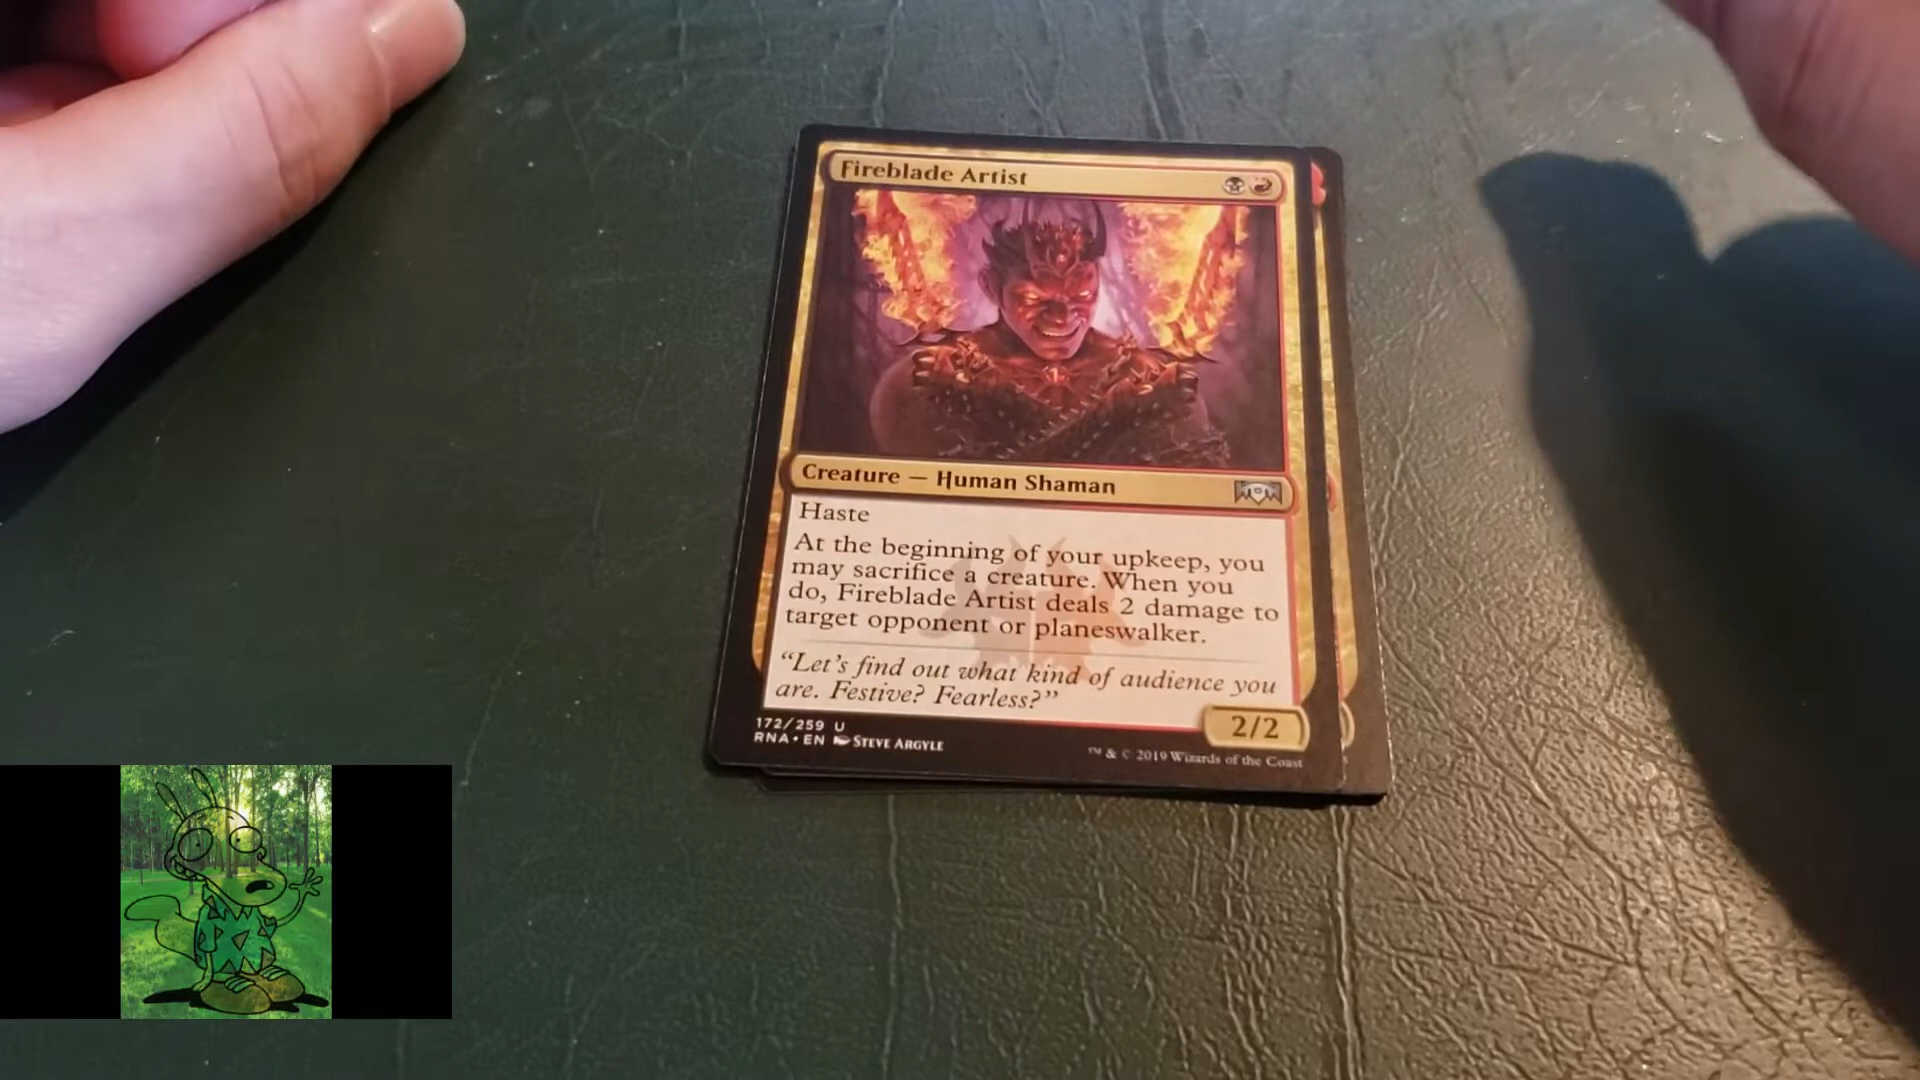 Fireblade Artist
Creature — Human Shaman
Haste
At the beginning of your upkeep, you
may sacrifice a creature. When you
do, Fireblade Artist deals 2 damage to
target opponent or planeswalker.
“Let’s find out what kind of audience you
are. Festive? Fearless?”
2/2
172/259 U
RNA • EN STEVE ARGYLE
™ & © 2019 Wizards of the Coast